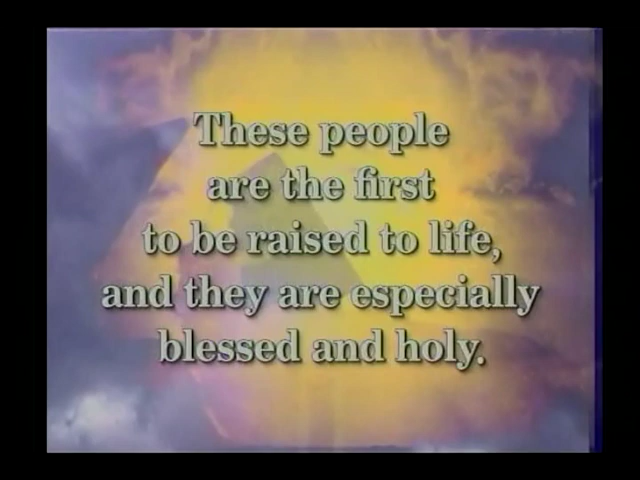 These people
are the first
to be raised to life,
and they are especially
blessed and holy.